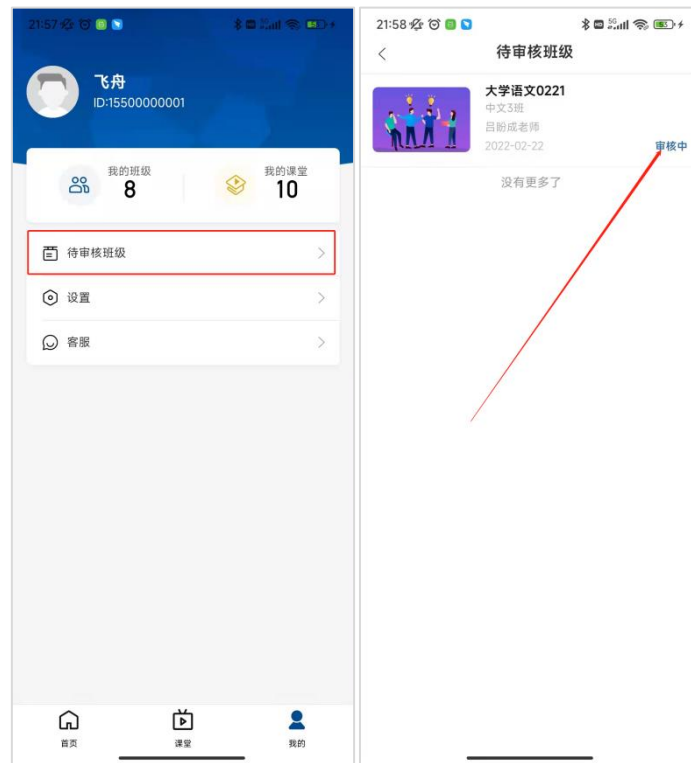 21:57
飞舟
ID:15500000001
我的班级
8
我的课堂
10
待审核班级
设置
客服
首页
课堂
我的
21:58
待审核班级
大学语文0221
中文3班
吕盼成老师
2022-02-22
审核中
没有更多了